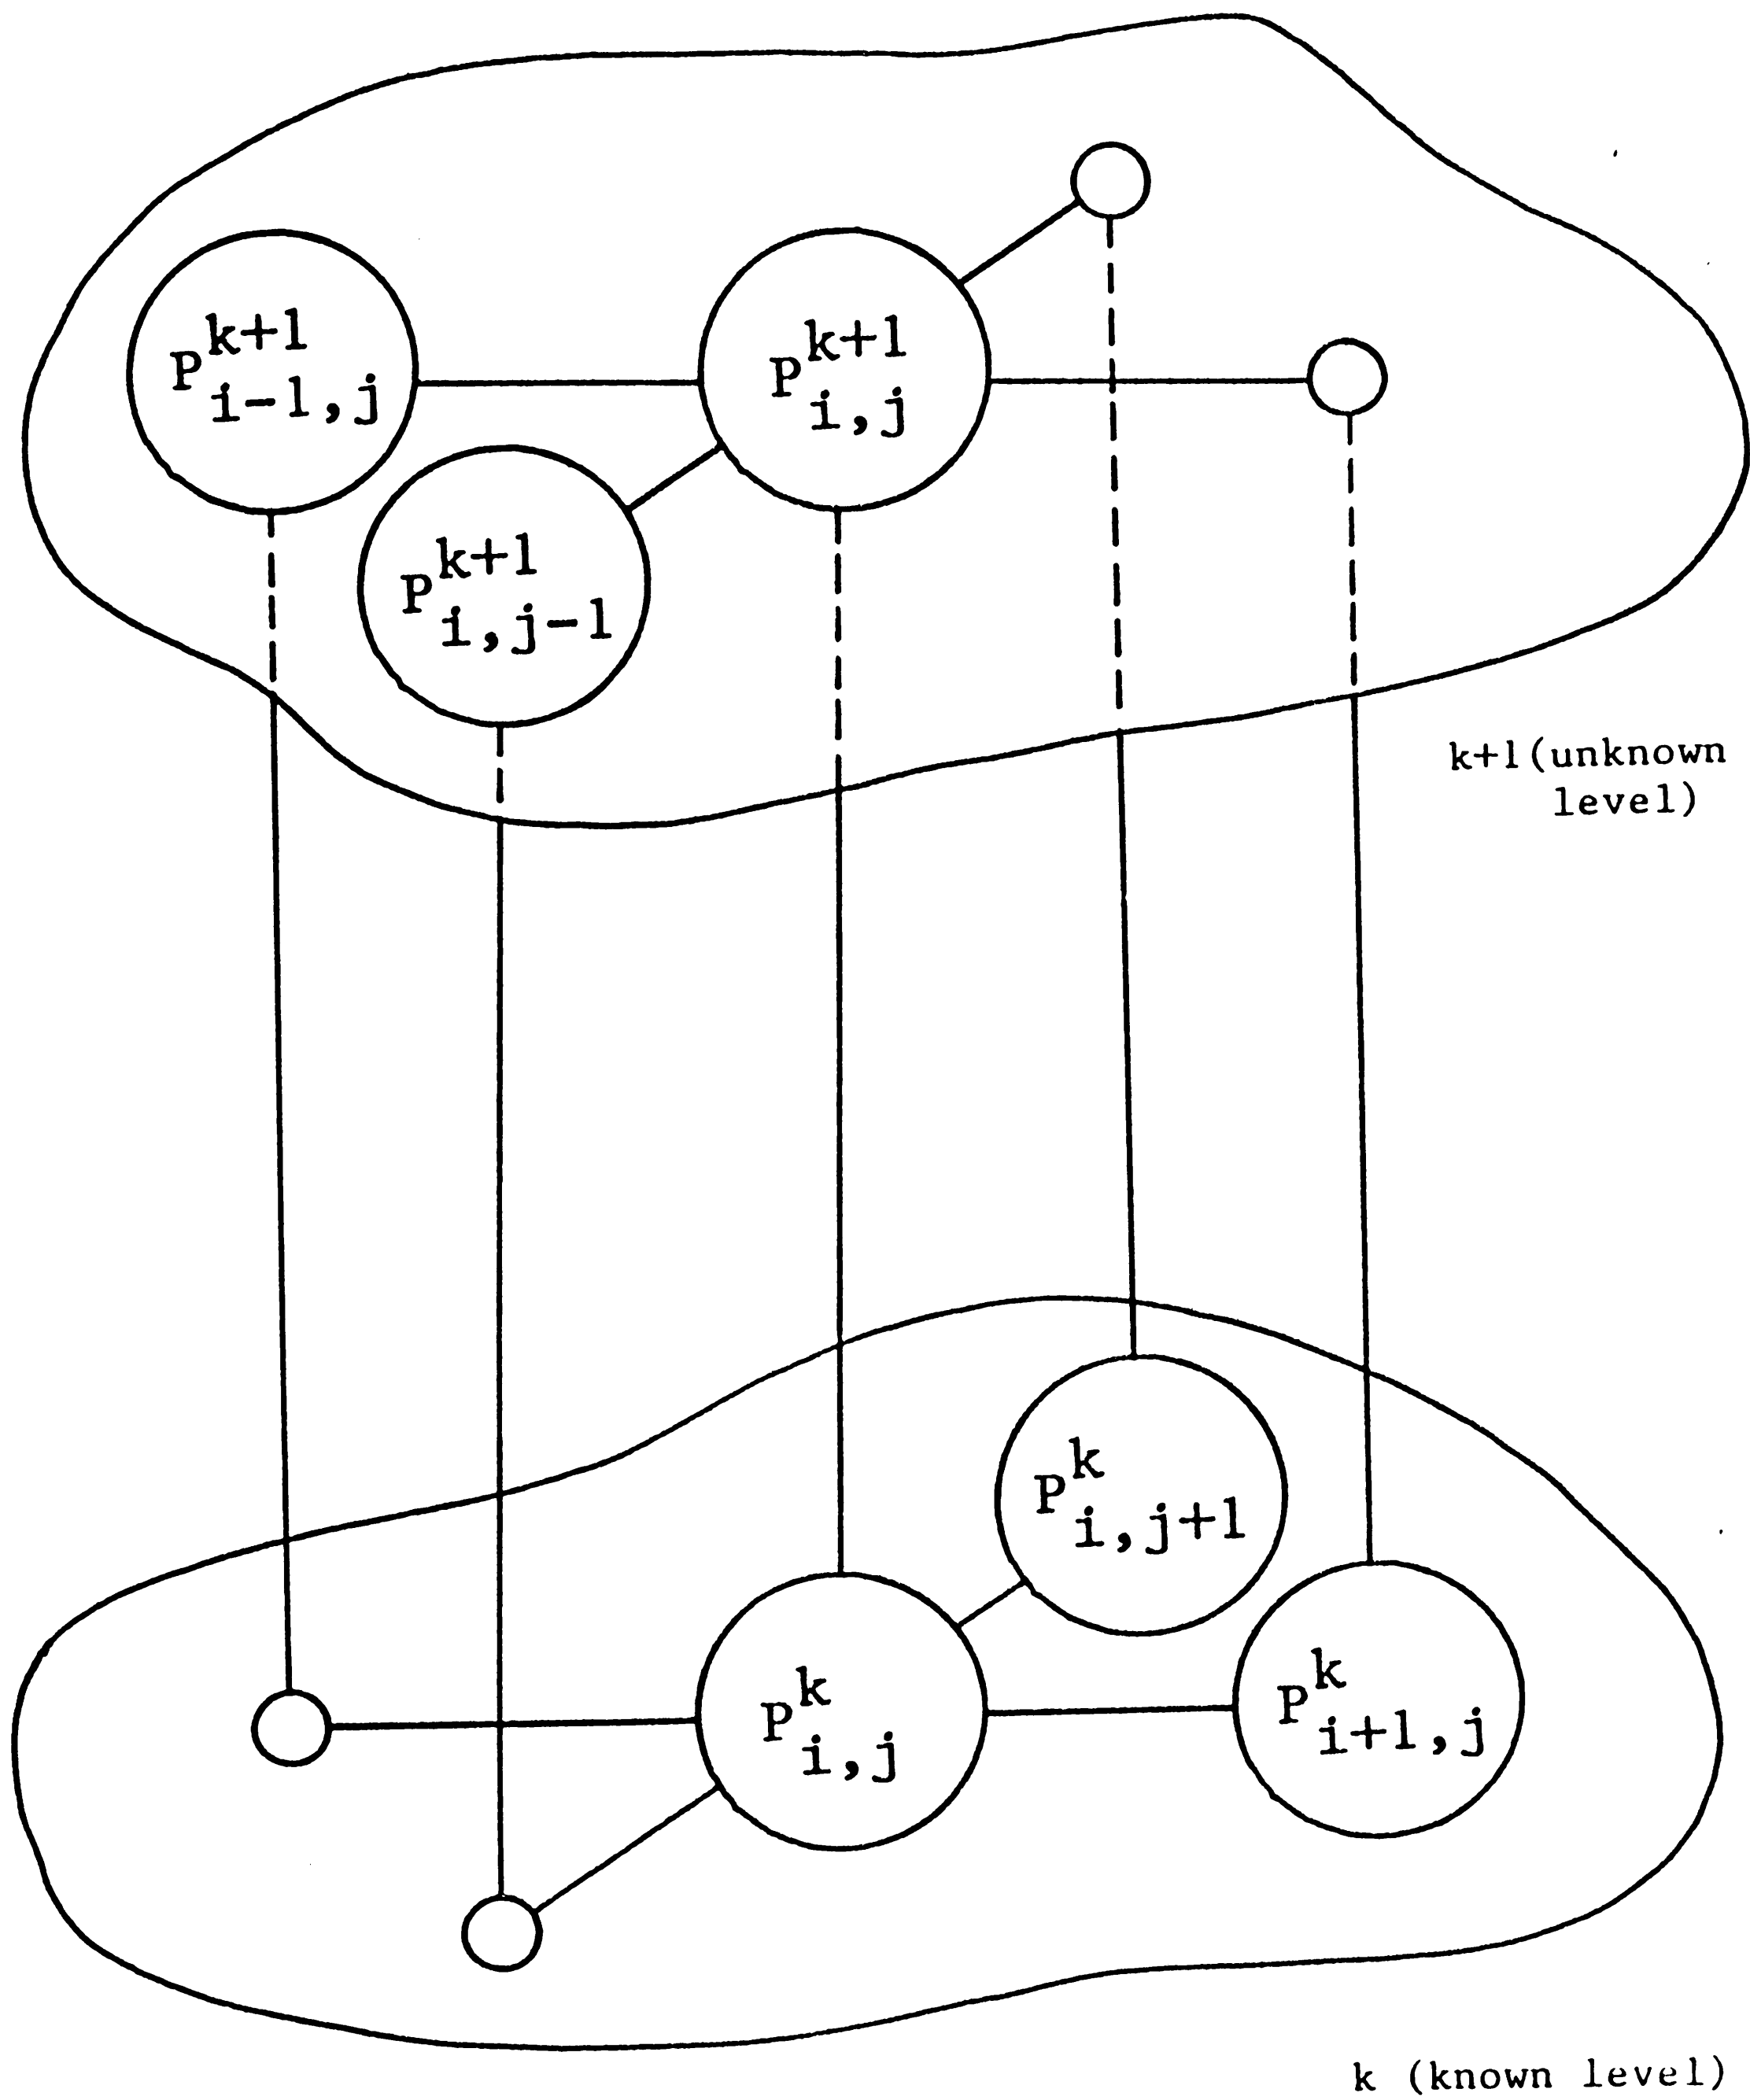 P^{k+1}_{i-1,j}
P^{k+1}_{i,j}
P^{k+1}_{i,j-1}
k+1(unknown
level)
P^{k}_{i,j+1}
P^{k}_{i,j}
P^{k}_{i+1,j}
k (known level)